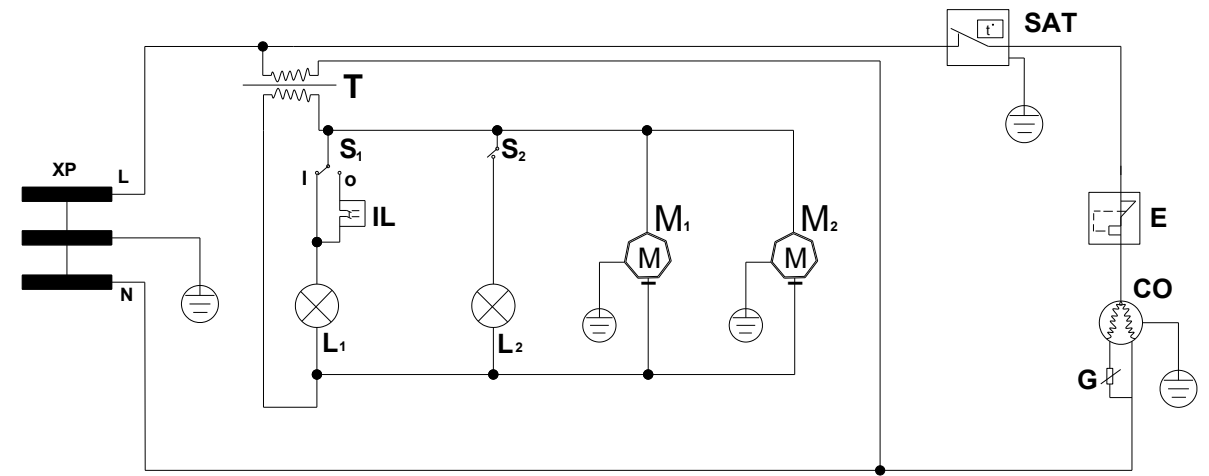 SAT
t°
T
XP
L
S₁
S₂
I
o
IL
M₁
M₂
M
M
E
N
CO
L₁
L₂
G